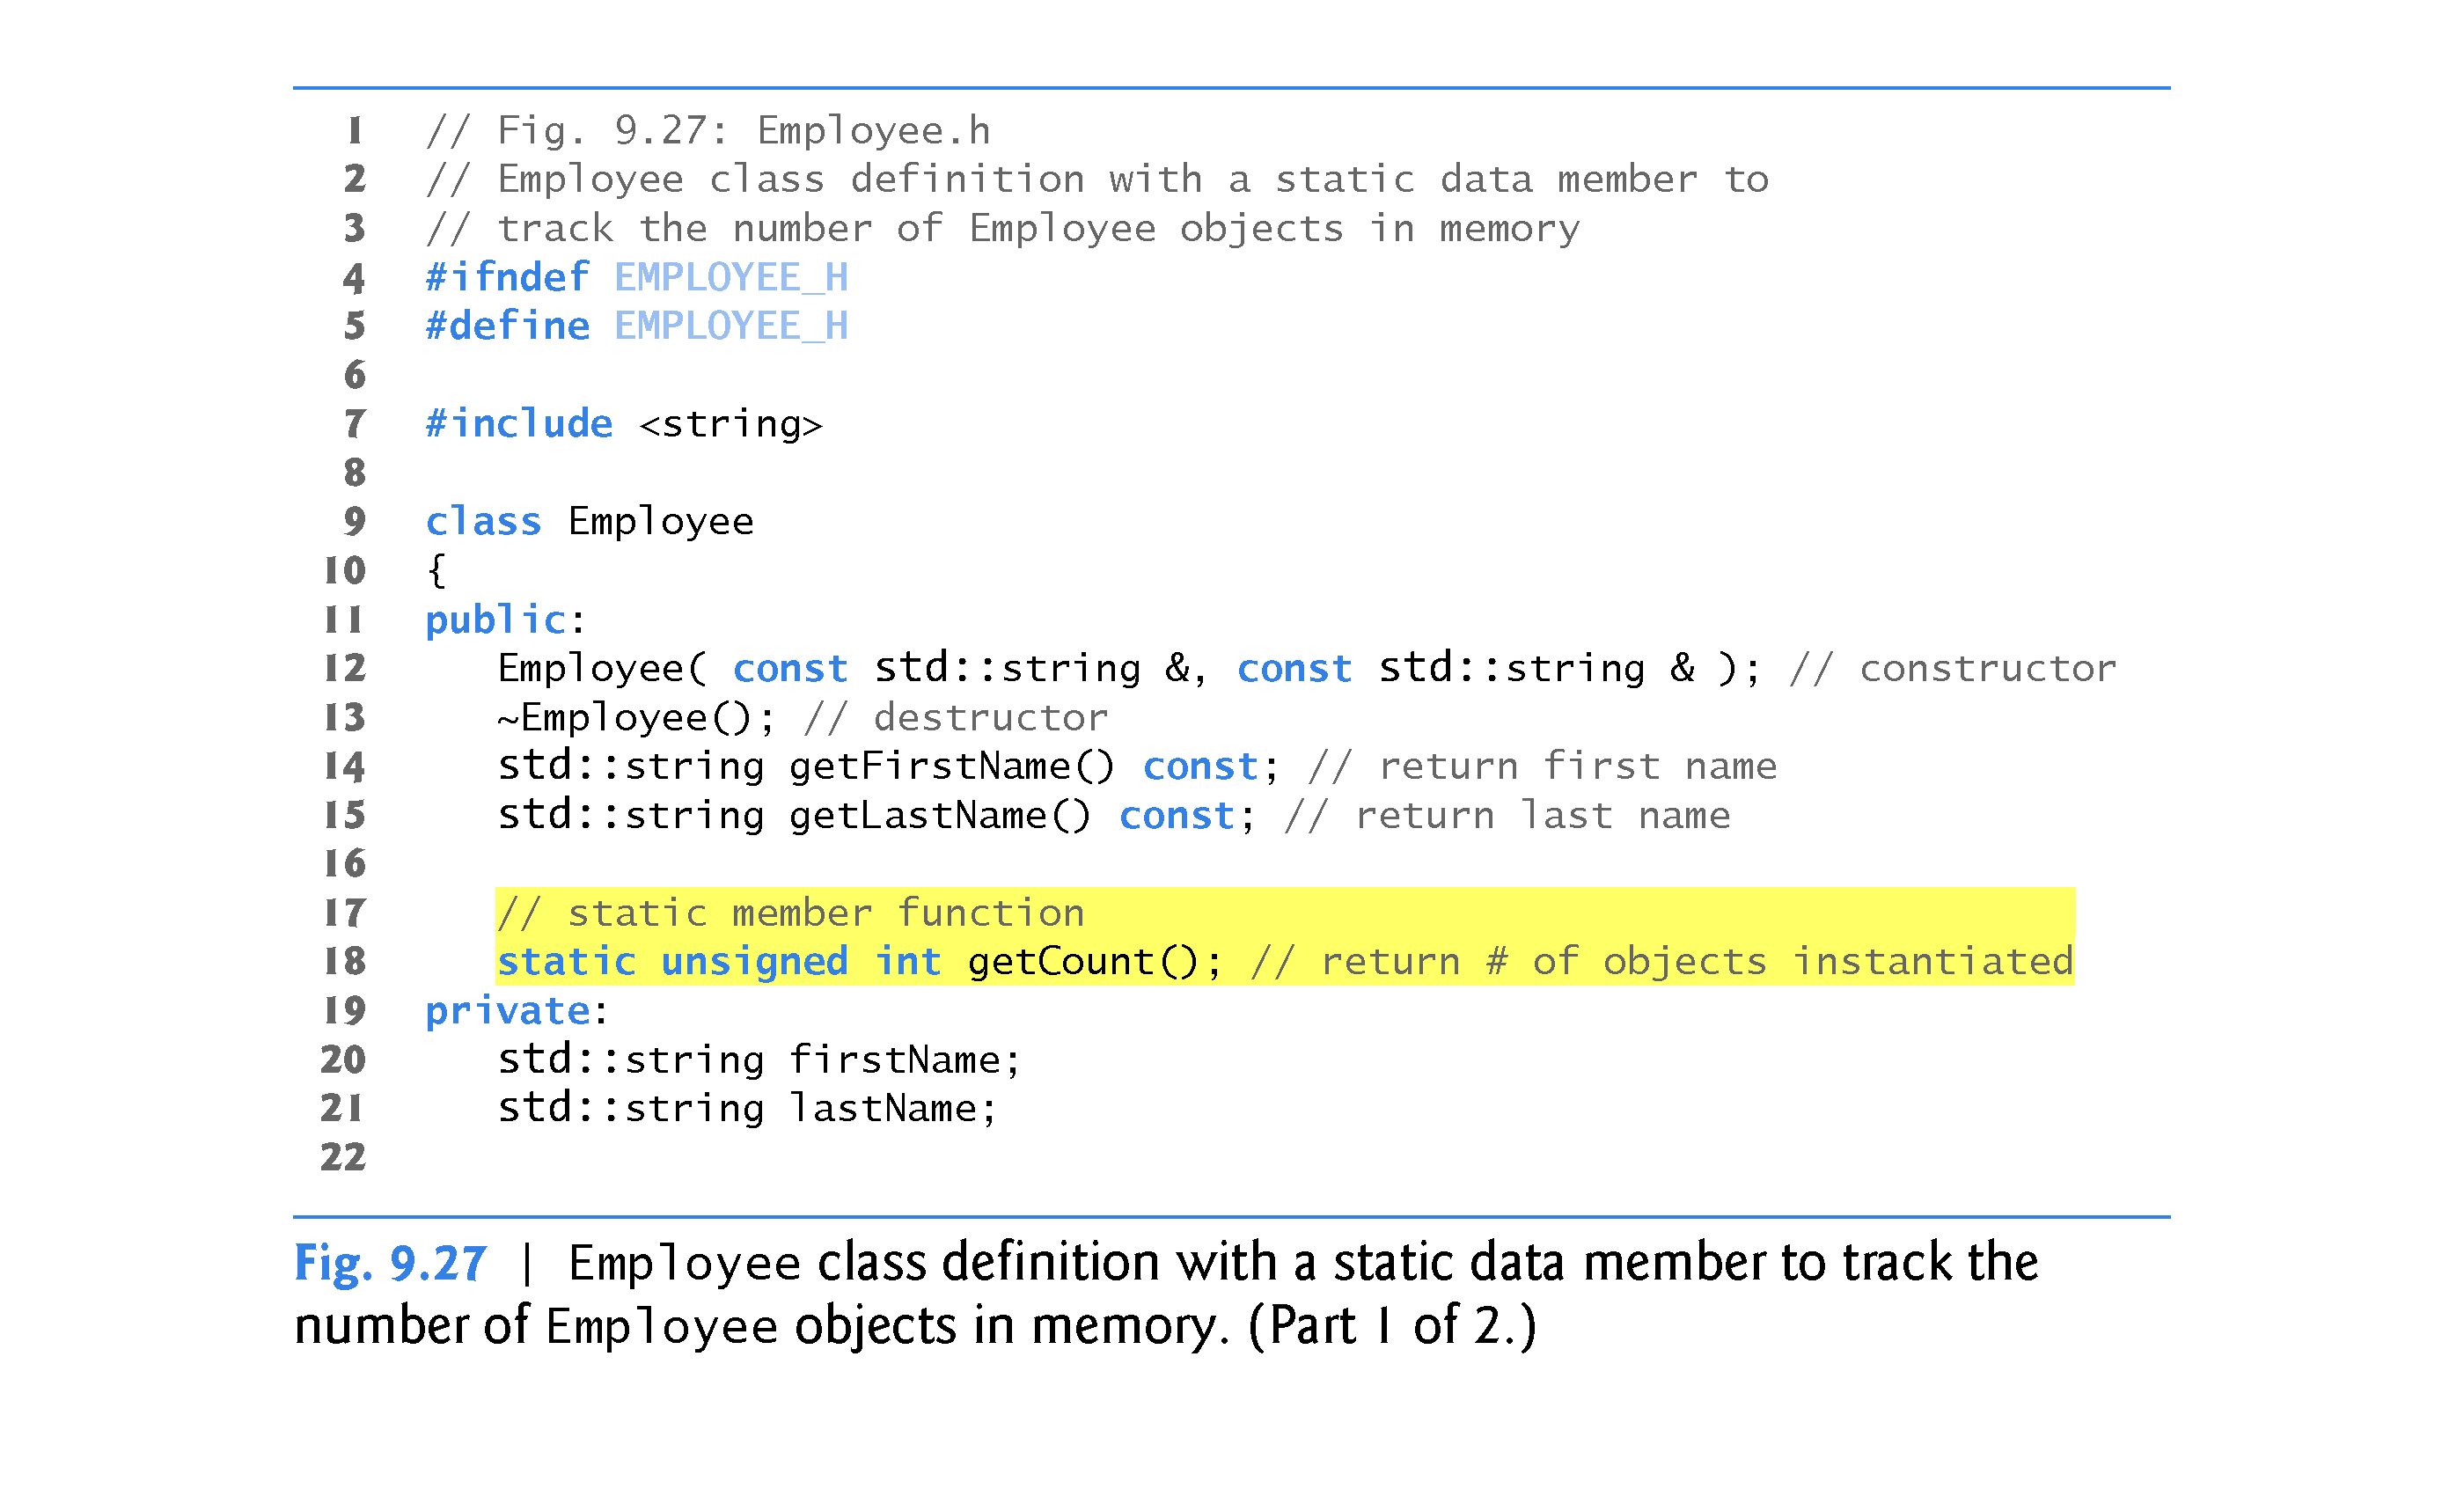 1 // Fig. 9.27: Employee.h
2 // Employee class definition with a static data member to
3 // track the number of Employee objects in memory
4 #ifndef EMPLOYEE_H
5 #define EMPLOYEE_H
6
7 #include <string>
8
9 class Employee
10 {
11 public:
12    Employee( const std::string &, const std::string & ); // constructor
13    ~Employee(); // destructor
14    std::string getFirstName() const; // return first name
15    std::string getLastName() const; // return last name
16
17    // static member function
18    static unsigned int getCount(); // return # of objects instantiated
19 private:
20    std::string firstName;
21    std::string lastName;
22
Fig. 9.27 | Employee class definition with a static data member to track the
number of Employee objects in memory. (Part 1 of 2.)